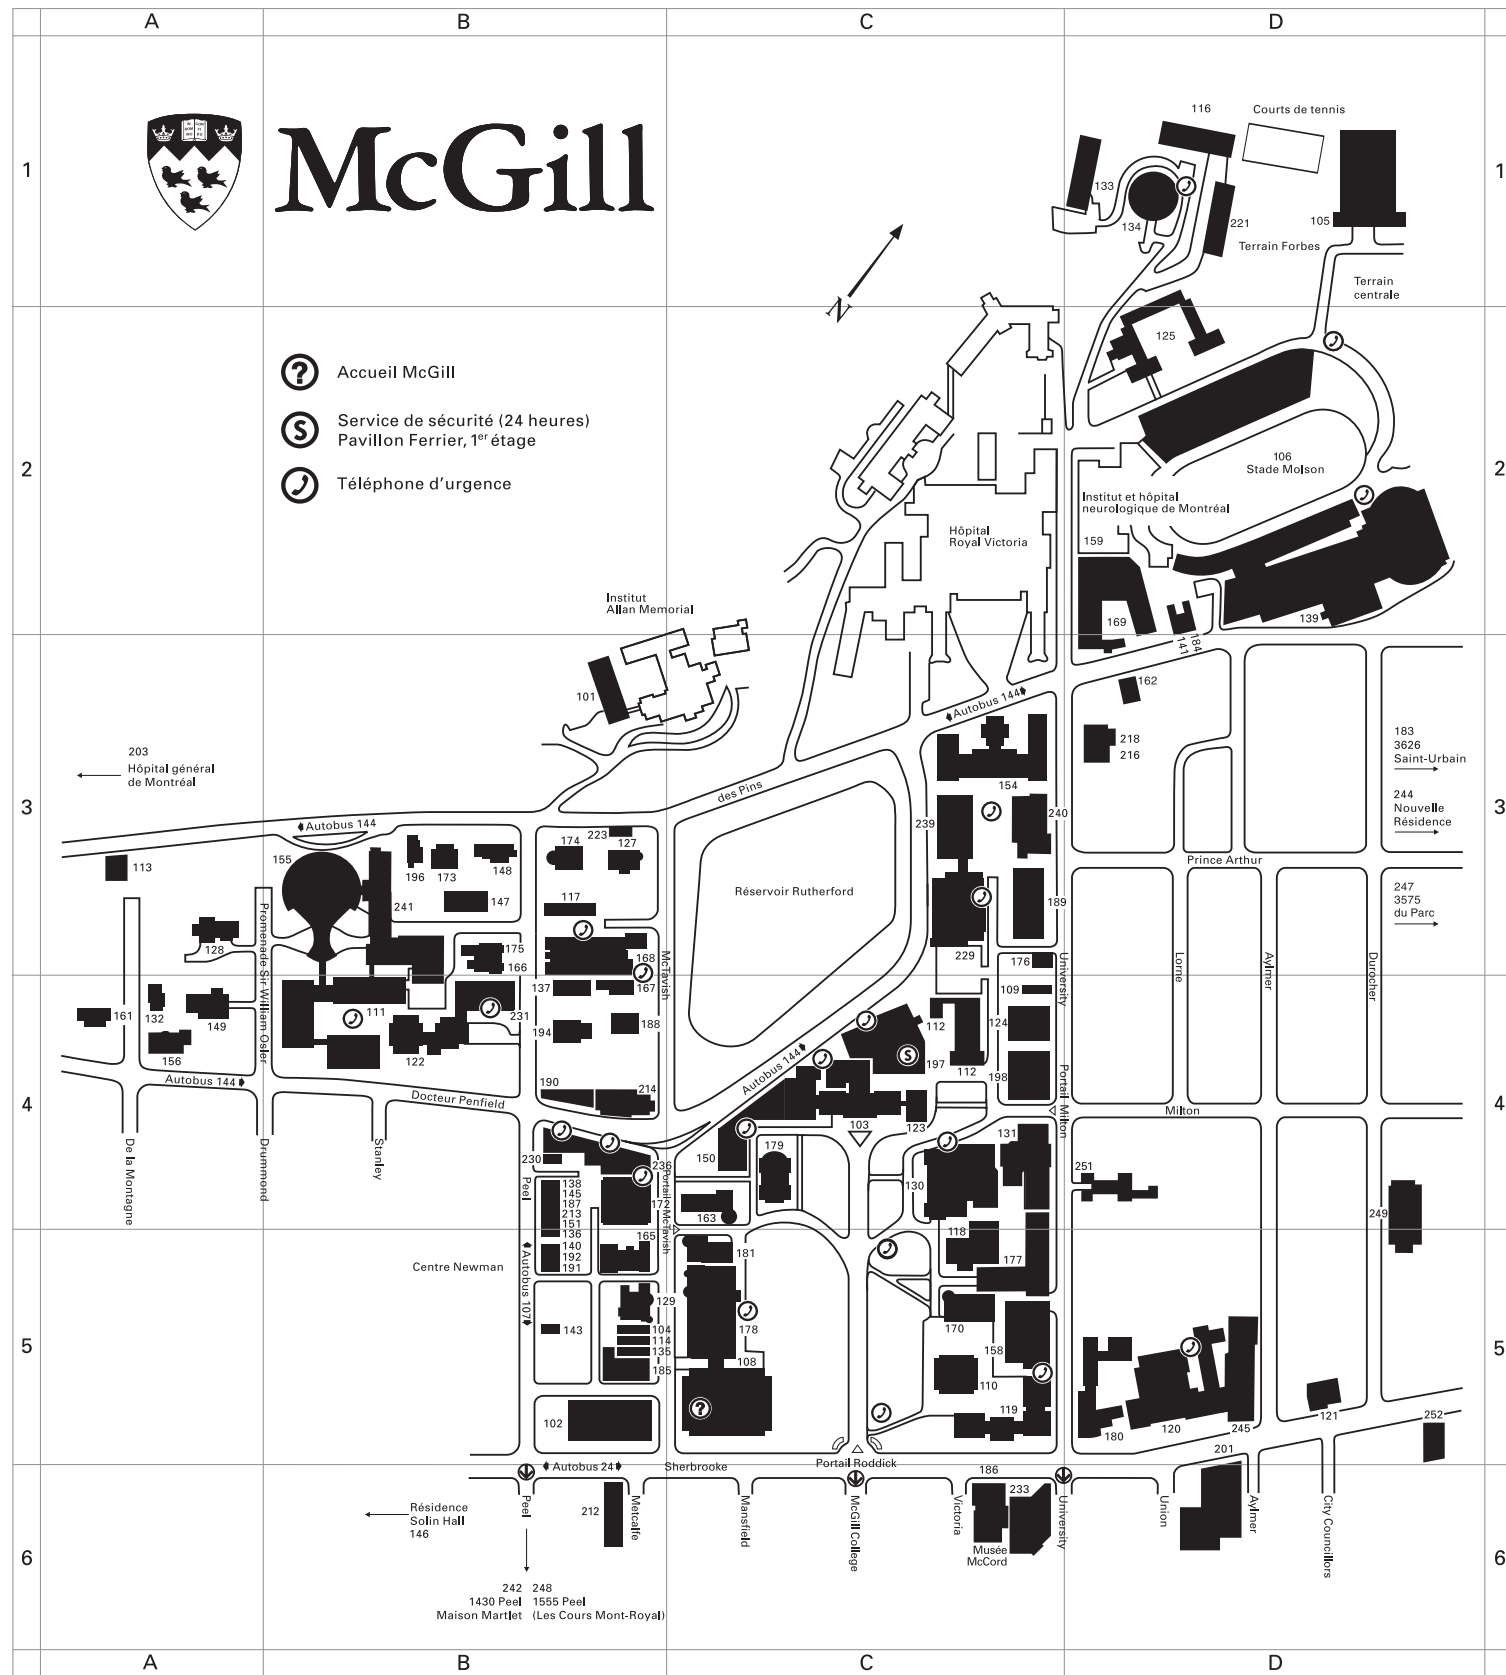 A
B
C
D
1
1
McGill
116
Courts de tennis
133
134
221
105
Terrain Forbes
Terrain
centrale
N
Accueil McGill
S
Service de sécurité (24 heures)
Pavillon Ferrier, 1er étage
Téléphone d'urgence
2
2
125
106
Stade Molson
Institut et hôpital
neurologique de Montréal
159
Hôpital
Royal Victoria
Institut
Allan Memorial
169
141
184
139
101
162
Autobus 144
218
216
183
3626
Saint-Urbain
203
Hôpital général
de Montréal
154
des Pins
3
3
244
Nouvelle
Résidence
239
240
Autobus 144
Prince Arthur
155
113
196
173
148
174
223
127
247
3575
du Parc
Réservoir Rutherford
147
117
241
189
128
Promenade Sir William Osler
175
166
168
McTavish
229
176
University
Lorne
Aylmer
Durocher
161
132
149
156
111
122
231
137
167
194
188
109
112
124
197
112
198
S
Autobus 144
Autobus 144
Docteur Penfield
190
214
4
4
103
123
Portail Milton
Milton
De la Montagne
Drummond
Stanley
230
Peel
236
138
145
187
213
151
136
140
192
191
172
165
Portail McTavish
150
179
163
130
131
251
249
118
181
177
Centre Newman
Autobus 107
129
143
104
114
135
185
178
108
170
158
110
5
5
102
119
180
120
245
121
252
201
Autobus 24
Sherbrooke
Portail Roddick
186
233
Résidence
Solin Hall
146
Peel
212
Metcalfe
Mansfield
McGill College
Victoria
Musée
McCord
University
Union
Aylmer
City Councillors
6
6
242
1430 Peel
Maison Martlet
248
1555 Peel
(Les Cours Mont-Royal)
A
B
C
D